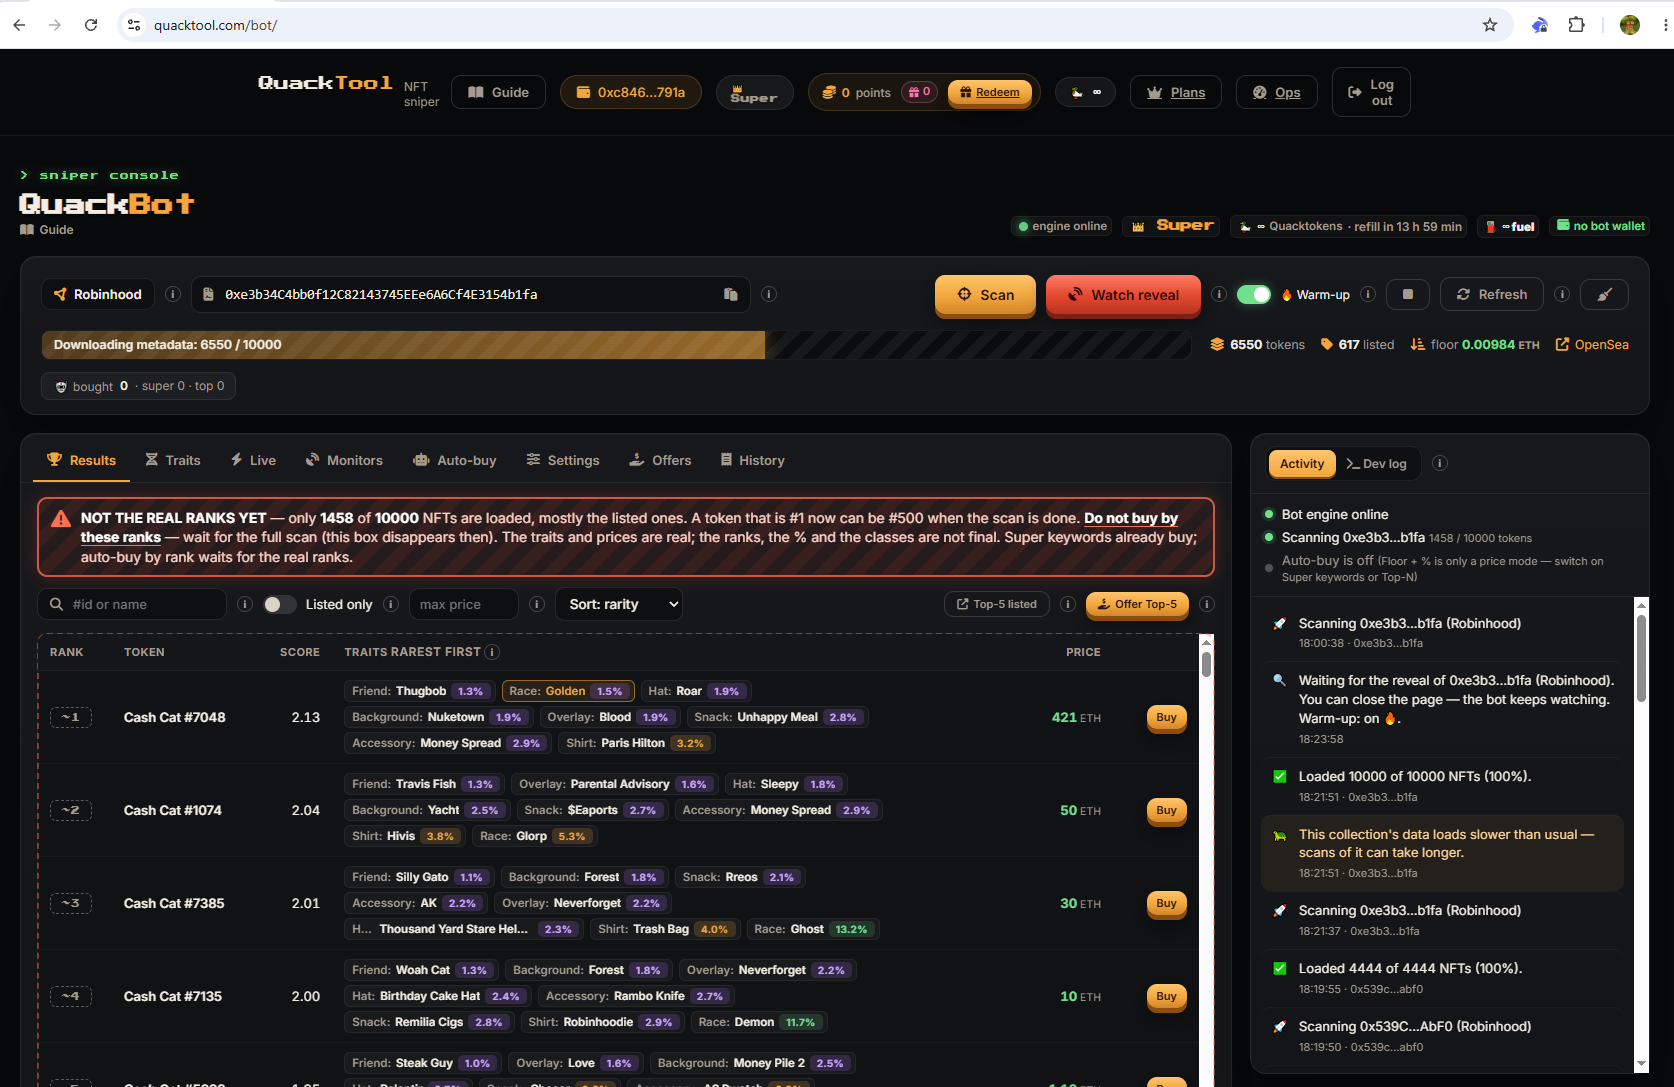 quacktool.com/bot/
QuackTool
NFT sniper
Guide
0xc846...791a
Super
0 points
0
Redeem
∞
Plans
Ops
Log out
> sniper console
QuackBot
Guide
engine online
Super
∞ Quacktokens · refill in 13 h 59 min
∞ fuel
no bot wallet
Robinhood
0xe3b34C4bb0f12C82143745EEe6A6Cf4E3154b1fa
Scan
Watch reveal
Warm-up
Refresh
Downloading metadata: 6550 / 10000
6550 tokens
617 listed
floor 0.00984 ETH
OpenSea
bought 0 · super 0 · top 0
Results
Traits
Live
Monitors
Auto-buy
Settings
Offers
History
NOT THE REAL RANKS YET — only 1458 of 10000 NFTs are loaded, mostly the listed ones. A token that is #1 now can be #500 when the scan is done. Do not buy by
these ranks — wait for the full scan (this box disappears then). The traits and prices are real; the ranks, the % and the classes are not final. Super keywords already buy;
auto-buy by rank waits for the real ranks.
#id or name
Listed only
max price
Sort: rarity
Top-5 listed
Offer Top-5
RANK TOKEN SCORE TRAITS RAREST FIRST PRICE
Friend: Thugbob 1.3% Race: Golden 1.5% Hat: Roar 1.9%
~1 Cash Cat #7048 2.13 Background: Nuketown 1.9% Overlay: Blood 1.9% Snack: Unhappy Meal 2.8% 421 ETH Buy
Accessory: Money Spread 2.9% Shirt: Paris Hilton 3.2%
Friend: Travis Fish 1.3% Overlay: Parental Advisory 1.6% Hat: Sleepy 1.8%
~2 Cash Cat #1074 2.04 Background: Yacht 2.5% Snack: $Eaports 2.7% Accessory: Money Spread 2.9% 50 ETH Buy
Shirt: Hivis 3.8% Race: Glorp 5.3%
Friend: Silly Gato 1.1% Background: Forest 1.8% Snack: Rreos 2.1%
~3 Cash Cat #7385 2.01 Accessory: AK 2.2% Overlay: Neverforget 2.2% 30 ETH Buy
H... Thousand Yard Stare Hel... 2.3% Shirt: Trash Bag 4.0% Race: Ghost 13.2%
Friend: Woah Cat 1.3% Background: Forest 1.8% Overlay: Neverforget 2.2%
~4 Cash Cat #7135 2.00 Hat: Birthday Cake Hat 2.4% Accessory: Rambo Knife 2.7% 10 ETH Buy
Snack: Remilia Cigs 2.8% Shirt: Robinhoodie 2.9% Race: Demon 11.7%
Friend: Steak Guy 1.0% Overlay: Love 1.6% Background: Money Pile 2 2.5%
Activity
Dev log
Bot engine online
Scanning 0xe3b3...b1fa 1458 / 10000 tokens
Auto-buy is off (Floor + % is only a price mode — switch on
Super keywords or Top-N)
Scanning 0xe3b3...b1fa (Robinhood)
18:00:38 · 0xe3b3...b1fa
Waiting for the reveal of 0xe3b3...b1fa (Robinhood).
You can close the page — the bot keeps watching.
Warm-up: on 🔥.
18:23:58
Loaded 10000 of 10000 NFTs (100%).
18:21:51 · 0xe3b3...b1fa
This collection's data loads slower than usual —
scans of it can take longer.
18:21:51 · 0xe3b3...b1fa
Scanning 0xe3b3...b1fa (Robinhood)
18:21:37 · 0xe3b3...b1fa
Loaded 4444 of 4444 NFTs (100%).
18:19:55 · 0x539c...abf0
Scanning 0x539C...AbF0 (Robinhood)
18:19:50 · 0x539c...abf0